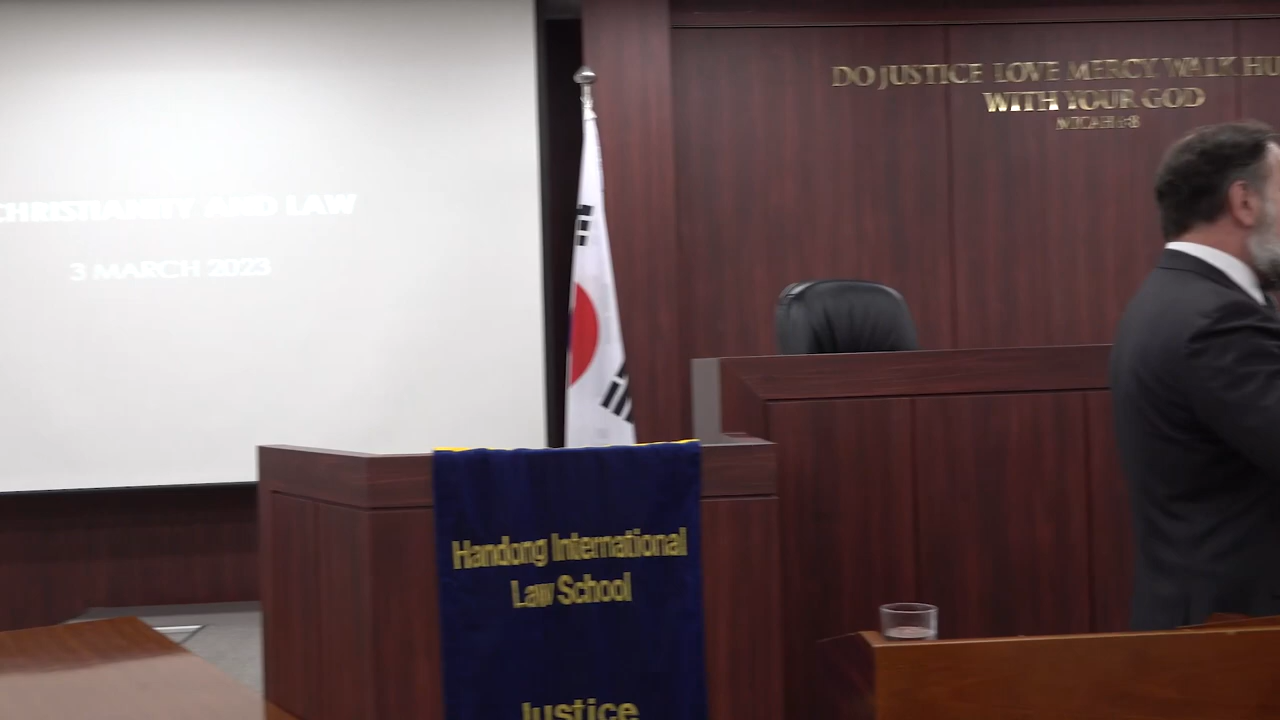 CHRISTIANITY AND LAW
3 MARCH 2023
DO JUSTICE LOVE MERCY WALK HU
WITH YOUR GOD
MICAH 6:8
Handong International
Law School
Justice